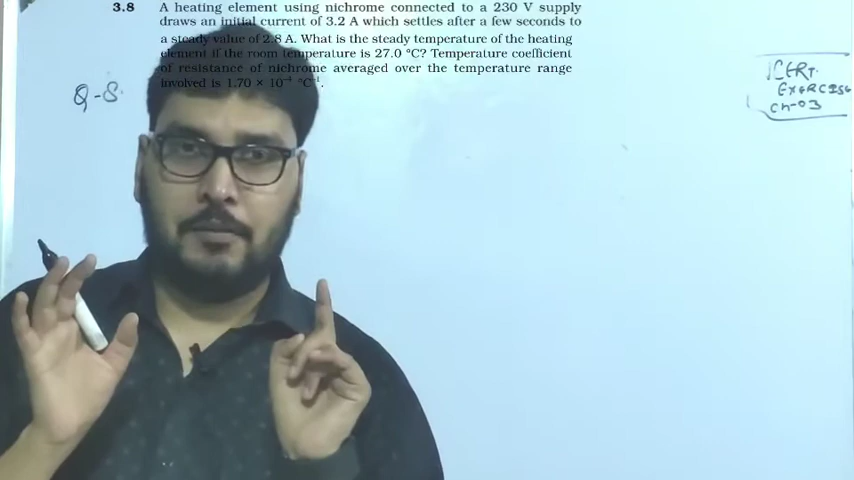 3.8 A heating element using nichrome connected to a 230 V supply
draws an initial current of 3.2 A which settles after a few seconds to
a steady value of 2.8 A. What is the steady temperature of the heating
element if the room temperature is 27.0 °C? Temperature coefficient
of resistance of nichrome averaged over the temperature range
involved is 1.70 × 10⁻⁴ °C⁻¹.
Q-8
NCERT
EXERCISE
Ch-03